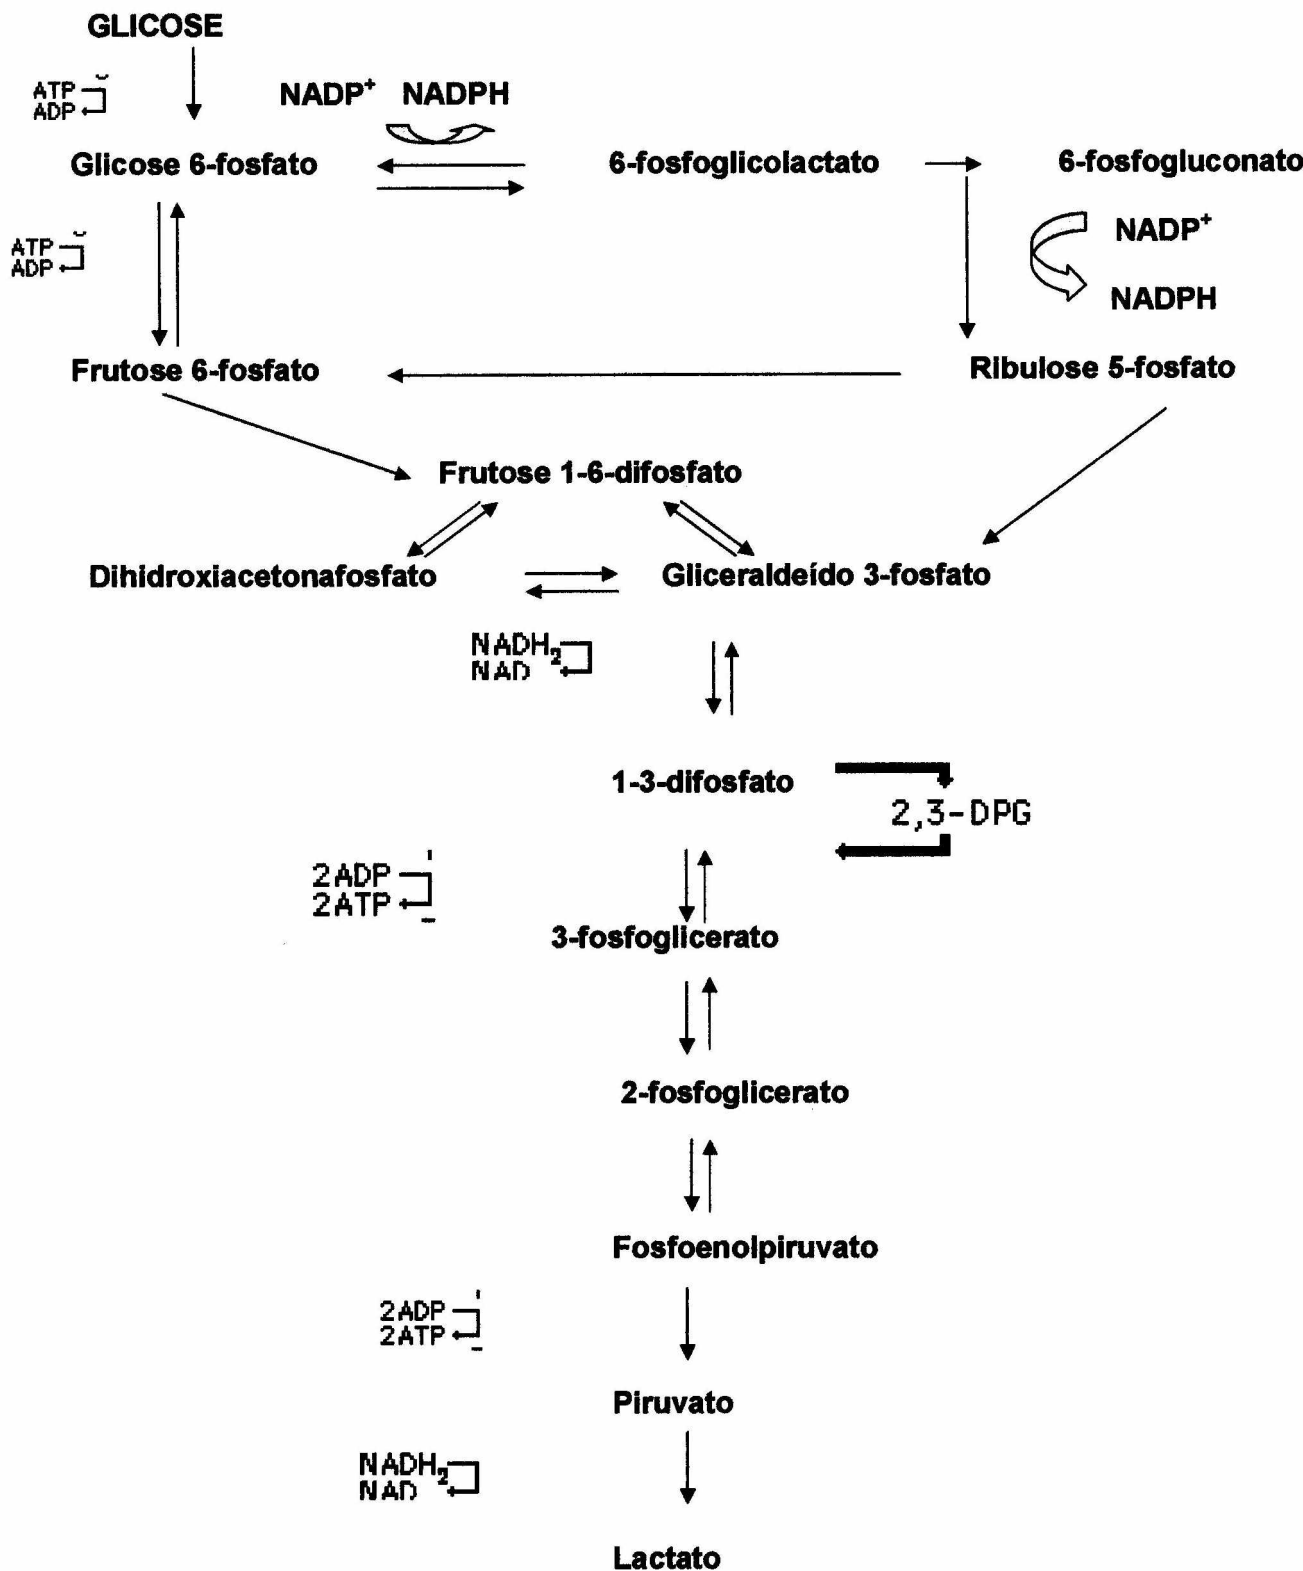 GLICOSE
ATP
ADP
NADP⁺ NADPH
Glicose 6-fosfato 6-fosfoglicolactato 6-fosfogluconato
ATP
ADP
NADP⁺
NADPH
Frutose 6-fosfato Ribulose 5-fosfato
Frutose 1-6-difosfato
Dihidroxiacetonafosfato Gliceraldeído 3-fosfato
NADH₂
NAD
1-3-difosfato
2,3-DPG
2ADP
2ATP
3-fosfoglicerato
2-fosfoglicerato
Fosfoenolpiruvato
2ADP
2ATP
Piruvato
NADH₂
NAD
Lactato